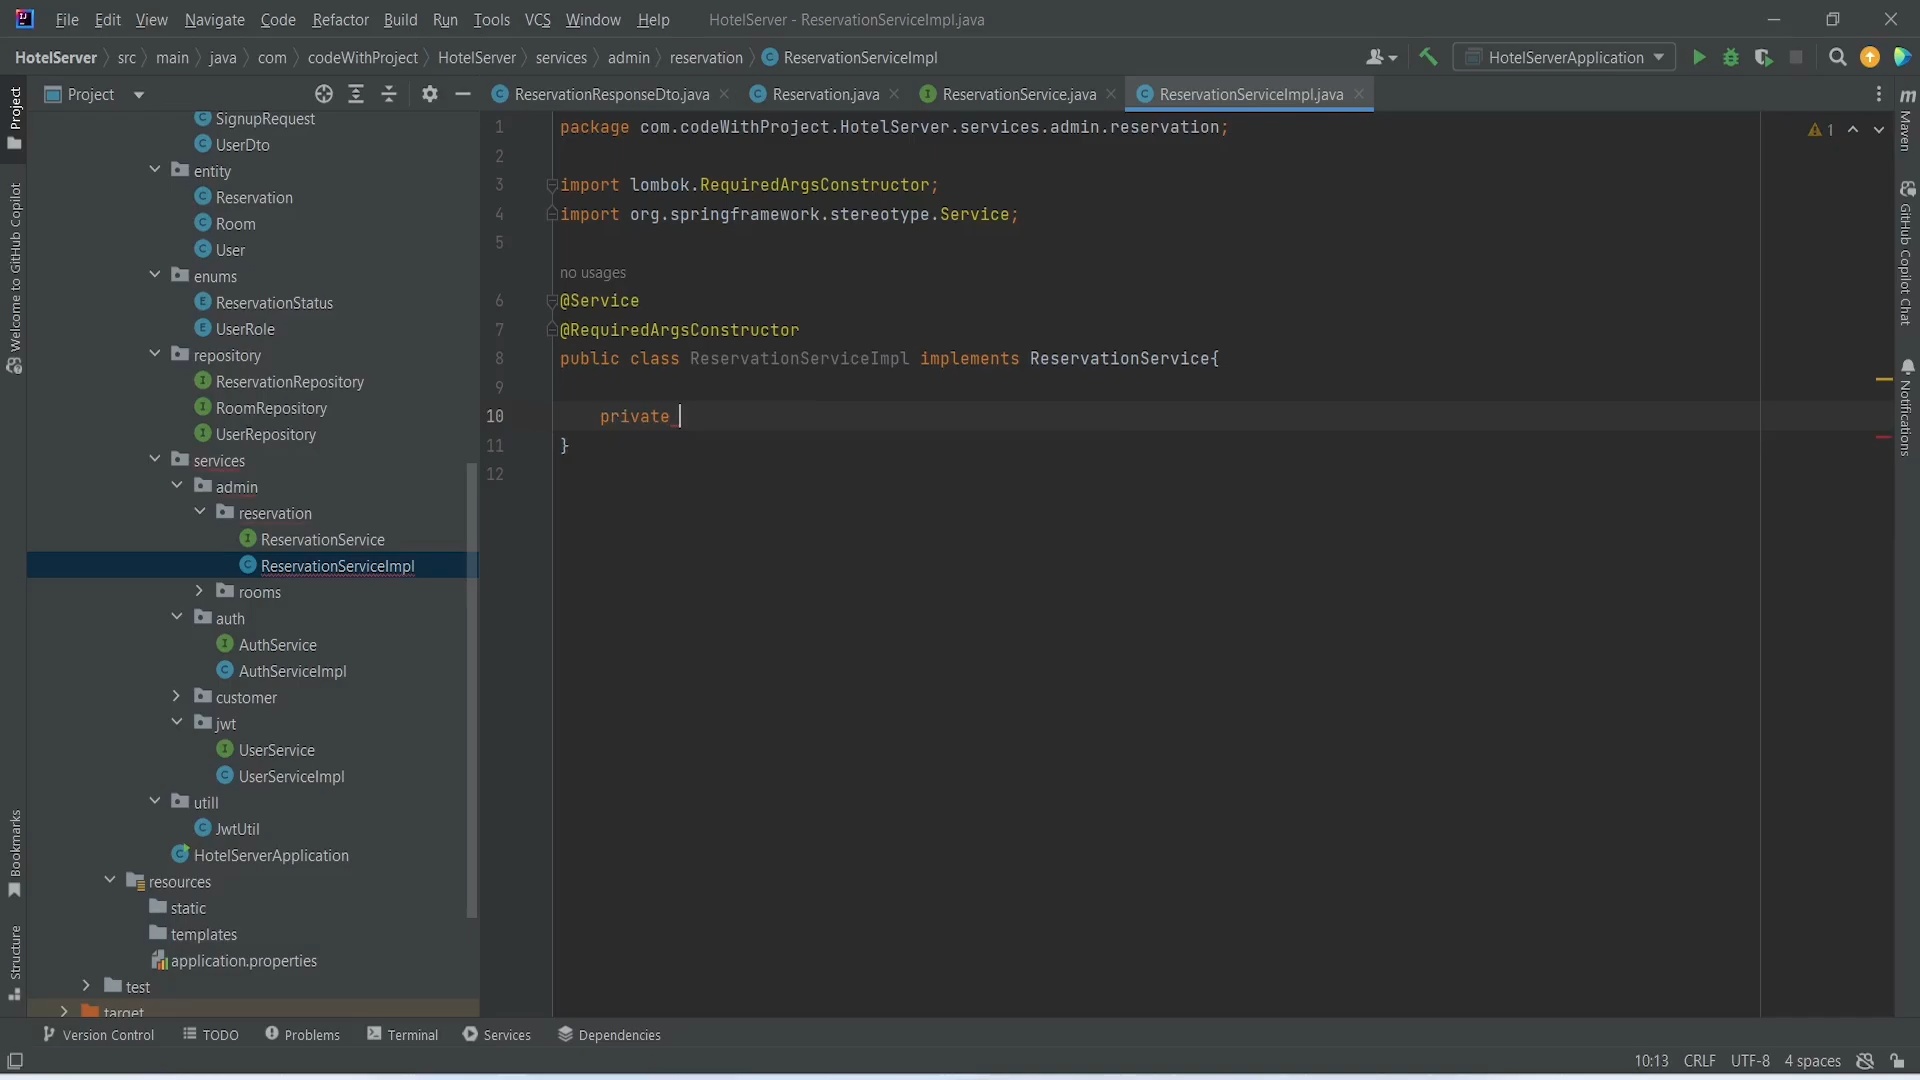 File Edit View Navigate Code Refactor Build Run Tools VCS Window Help HotelServer - ReservationServiceImpl.java
HotelServer src main java com codeWithProject HotelServer services admin reservation ReservationServiceImpl HotelServerApplication
Project
ReservationResponseDto.java Reservation.java ReservationService.java ReservationServiceImpl.java
SignupRequest
UserDto
entity
Reservation
Room
User
enums
ReservationStatus
UserRole
repository
ReservationRepository
RoomRepository
UserRepository
services
admin
reservation
ReservationService
ReservationServiceImpl
rooms
auth
AuthService
AuthServiceImpl
customer
jwt
UserService
UserServiceImpl
utill
JwtUtil
HotelServerApplication
resources
static
templates
application.properties
test
target
1 package com.codeWithProject.HotelServer.services.admin.reservation;
2
3 import lombok.RequiredArgsConstructor;
4 import org.springframework.stereotype.Service;
5
no usages
6 @Service
7 @RequiredArgsConstructor
8 public class ReservationServiceImpl implements ReservationService{
9
10 private
11 }
12
1
Project
Welcome to GitHub Copilot
Bookmarks
Structure
m
Maven
GitHub Copilot Chat
Notifications
Version Control TODO Problems Terminal Services Dependencies
10:13 CRLF UTF-8 4 spaces